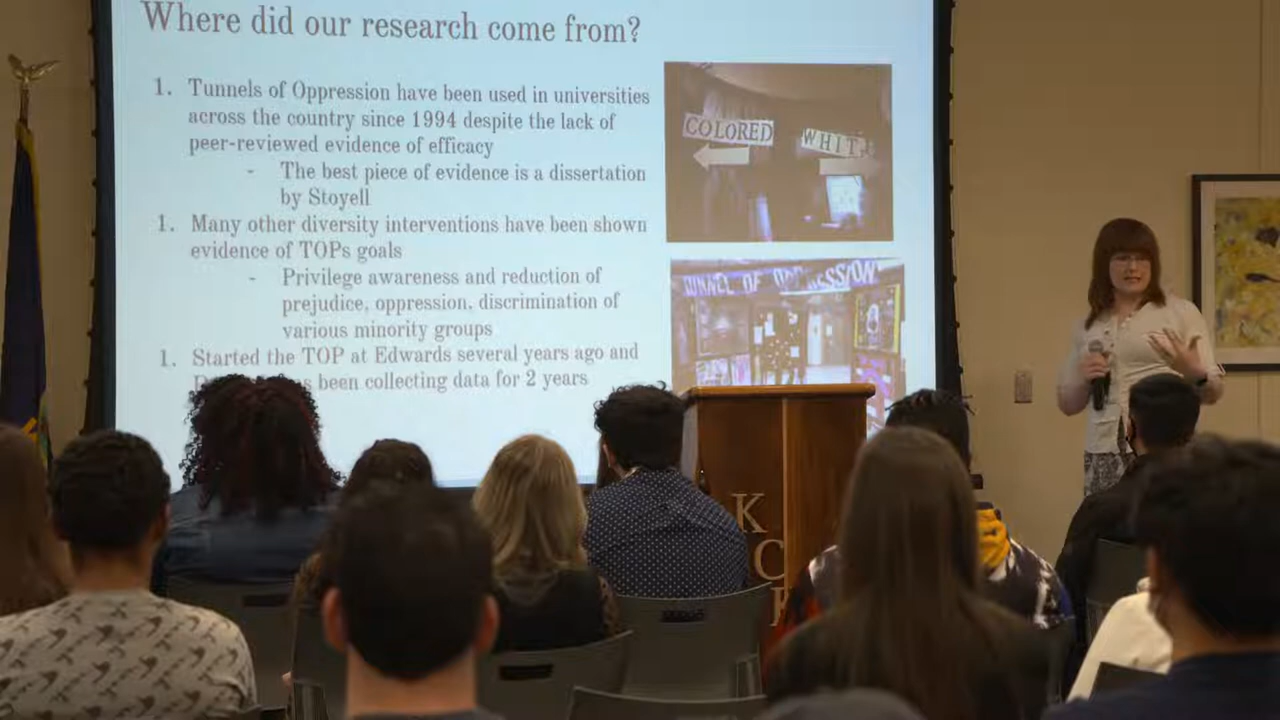 Where did our research come from?
1. Tunnels of Oppression have been used in universities
across the country since 1994 despite the lack of
peer-reviewed evidence of efficacy
- The best piece of evidence is a dissertation
by Stoyell
1. Many other diversity interventions have been shown
evidence of TOPs goals
- Privilege awareness and reduction of
prejudice, oppression, discrimination of
various minority groups
1. Started the TOP at Edwards several years ago and
been collecting data for 2 years
COLORED
WHITE
TUNNEL OF OPPRESSION
K
C